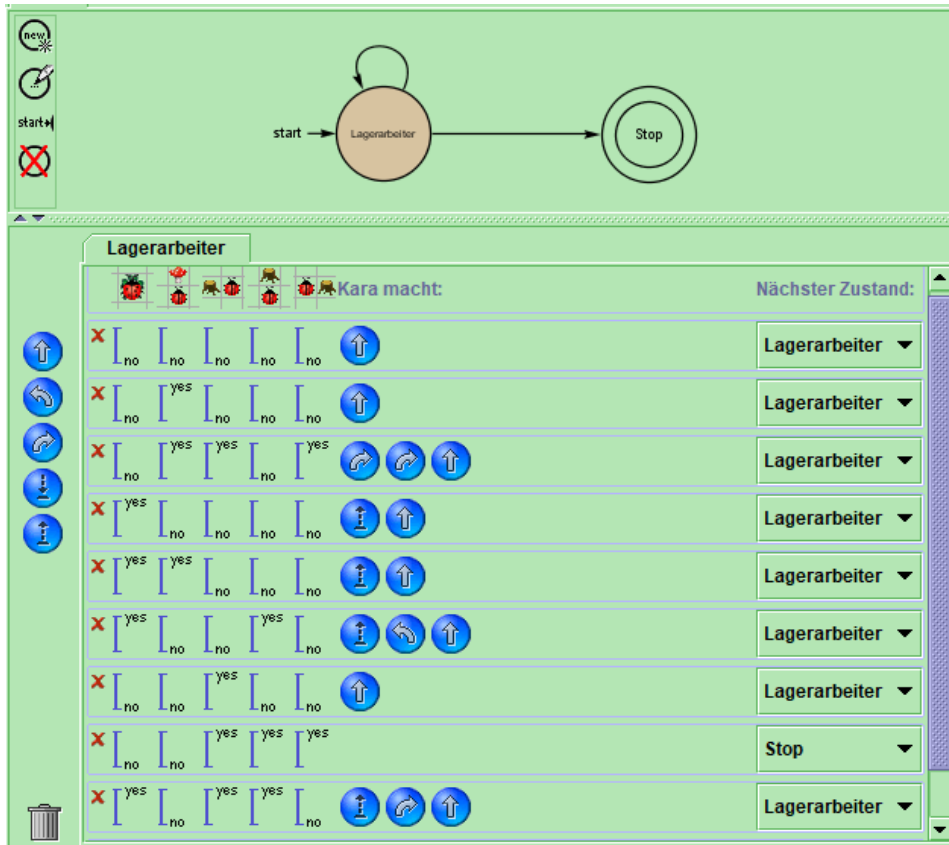 new
start
start
Lagerarbeiter
Stop
Lagerarbeiter
Kara macht: Nächster Zustand:
x no no no no no Lagerarbeiter
x no yes no no no Lagerarbeiter
x no yes yes no yes Lagerarbeiter
x yes no no no no Lagerarbeiter
x yes yes no no no Lagerarbeiter
x yes no no yes no Lagerarbeiter
x no no yes no no Lagerarbeiter
x no no yes yes yes Stop
x yes no yes yes no Lagerarbeiter